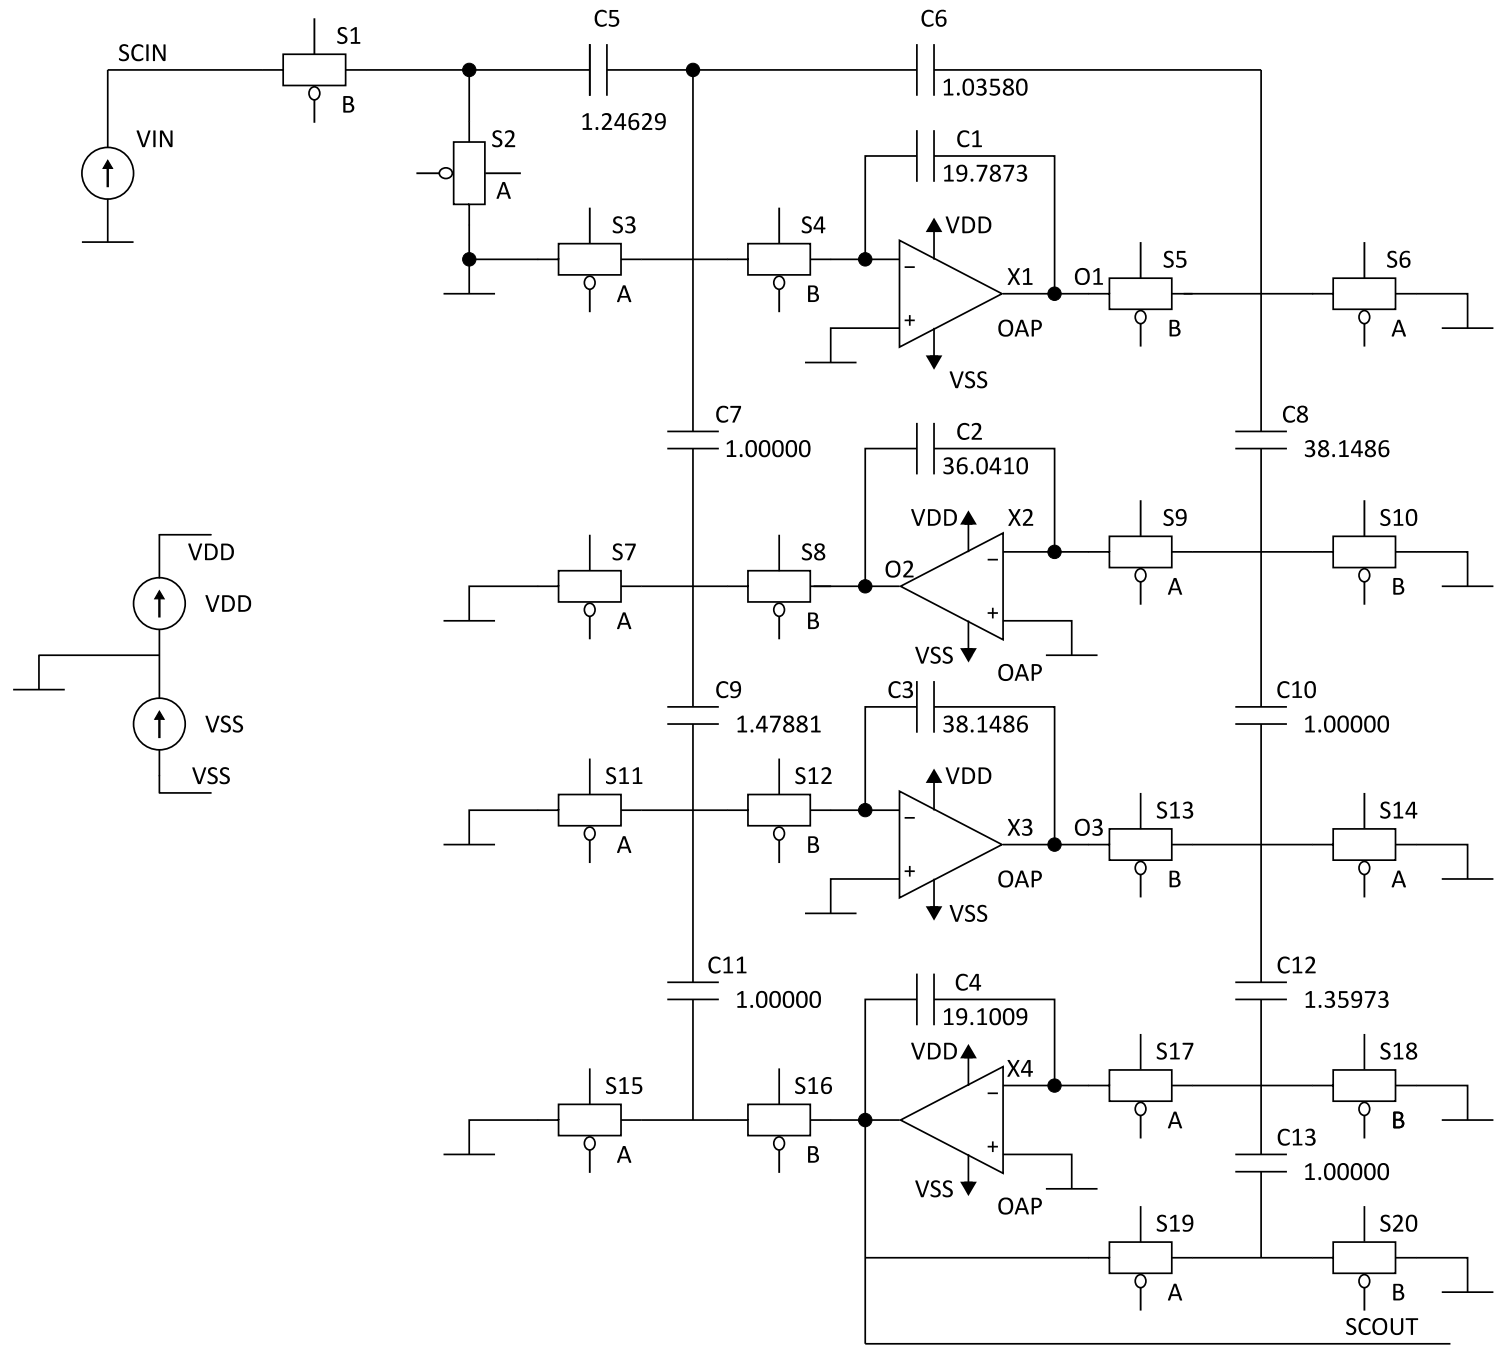 C5
C6
SCIN
S1
B
1.03580
1.24629
VIN
S2
A
C1
19.7873
S3
A
S4
B
VDD
−
+
X1
O1
OAP
VSS
S5
B
S6
A
C7
1.00000
C2
36.0410
C8
38.1486
VDD
X2
S7
A
S8
B
O2
−
+
VSS
OAP
S9
A
S10
B
VDD
VDD
VSS
VSS
C9
1.47881
C3
38.1486
C10
1.00000
S11
A
S12
B
VDD
−
+
X3
O3
OAP
VSS
S13
B
S14
A
C11
1.00000
C4
19.1009
C12
1.35973
VDD
X4
S15
A
S16
B
−
+
VSS
OAP
S17
A
S18
B
C13
1.00000
S19
A
S20
B
SCOUT